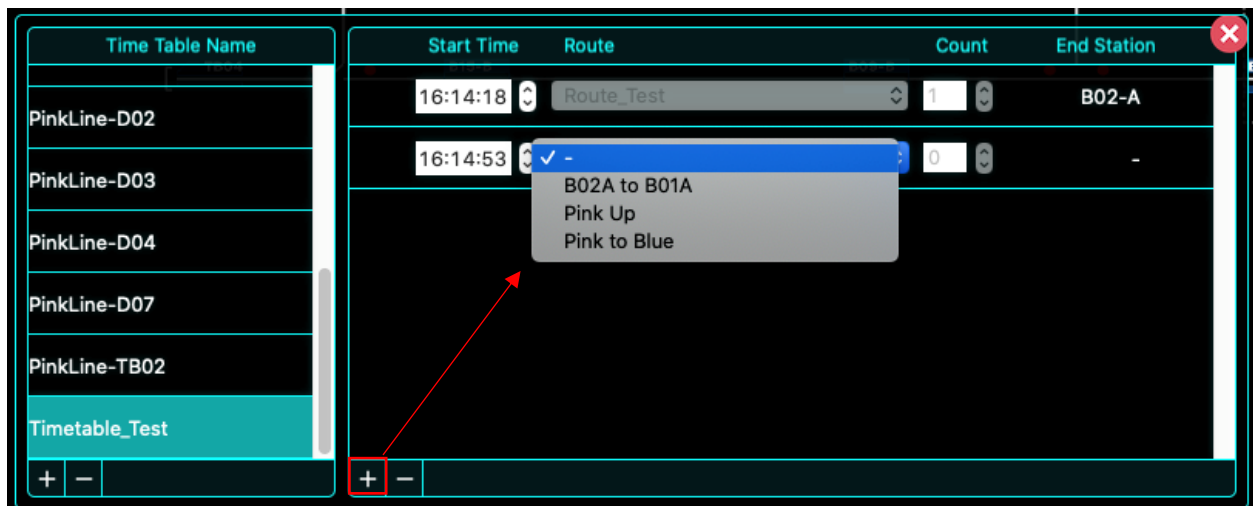 Time Table Name
PinkLine-D02
PinkLine-D03
PinkLine-D04
PinkLine-D07
PinkLine-TB02
Timetable_Test
+ −
Start Time Route Count End Station
16:14:18 Route_Test 1 B02-A
16:14:53 ✓ - 0 -
B02A to B01A
Pink Up
Pink to Blue
+ −